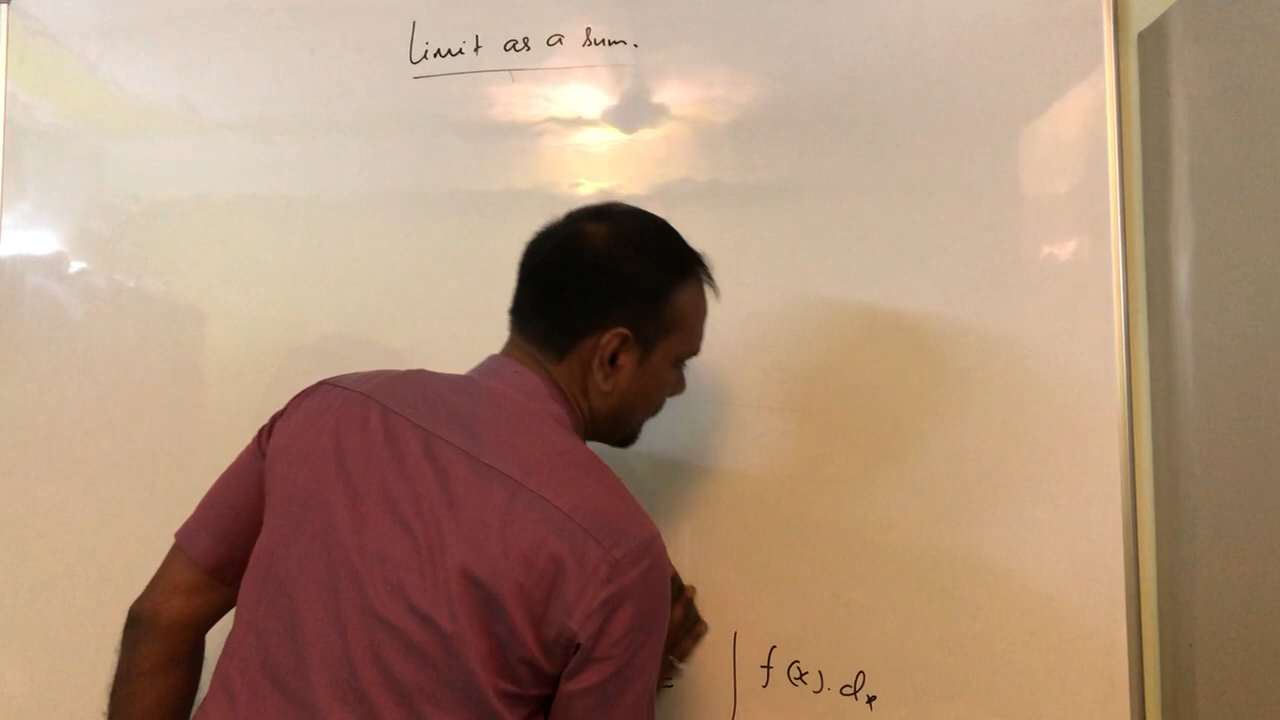 Limit as a sum.
= ∫ f(x). dx